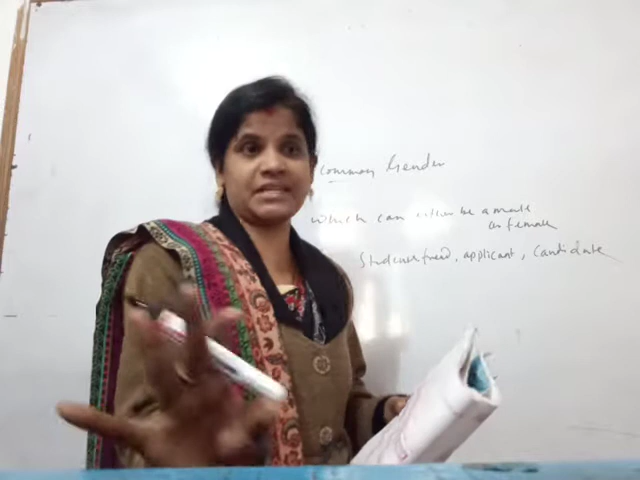 common Gender
which can either be a male
or female
Student, friend, applicant, Candidate